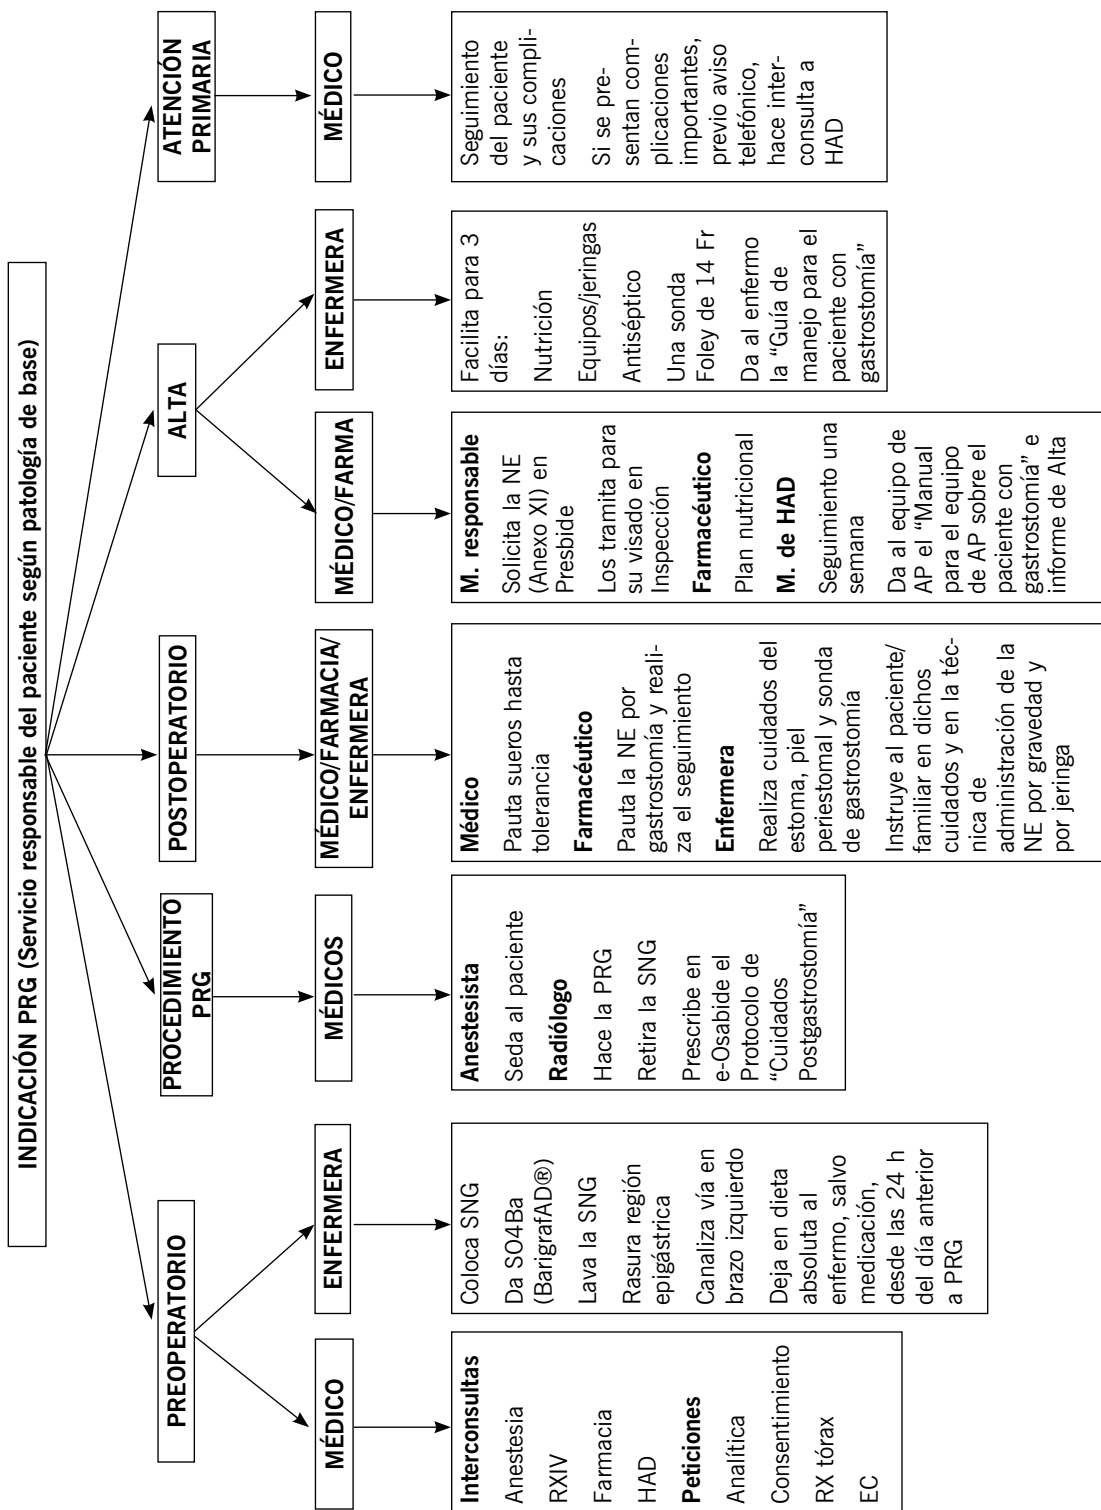 INDICACIÓN PRG (Servicio responsable del paciente según patología de base)
PREOPERATORIO
MÉDICO
Interconsultas
Anestesia
RXIV
Farmacia
HAD
Peticiones
Analítica
Consentimiento
RX tórax
EC
ENFERMERA
Coloca SNG
Da SO4Ba
(BarigrafAD®)
Lava la SNG
Rasura región
epigástrica
Canaliza vía en
brazo izquierdo
Deja en dieta
absoluta al
enfermo, salvo
medicación,
desde las 24 h
del día anterior
a PRG
PROCEDIMIENTO
PRG
MÉDICOS
Anestesista
Seda al paciente
Radiólogo
Hace la PRG
Retira la SNG
Prescribe en
e-Osabide el
Protocolo de
“Cuidados
Postgastrostomía”
POSTOPERATORIO
MÉDICO/FARMACIA/
ENFERMERA
Médico
Pauta sueros hasta
tolerancia
Farmacéutico
Pauta la NE por
gastrostomía y reali-
za el seguimiento
Enfermera
Realiza cuidados del
estoma, piel
periestomal y sonda
de gastrostomía
Instruye al paciente/
familiar en dichos
cuidados y en la téc-
nica de
administración de la
NE por gravedad y
por jeringa
ALTA
MÉDICO/FARMA
M. responsable
Solicita la NE
(Anexo XI) en
Presbide
Los tramita para
su visado en
Inspección
Farmacéutico
Plan nutricional
M. de HAD
Seguimiento una
semana
Da al equipo de
AP el “Manual
para el equipo
de AP sobre el
paciente con
gastrostomía” e
informe de Alta
ENFERMERA
Facilita para 3
días:
Nutrición
Equipos/jeringas
Antiséptico
Una sonda
Foley de 14 Fr
Da al enfermo
la “Guía de
manejo para el
paciente con
gastrostomía”
ATENCIÓN
PRIMARIA
MÉDICO
Seguimiento
del paciente
y sus compli-
caciones
Si se pre-
sentan com-
plicaciones
importantes,
previo aviso
telefónico,
hace inter-
consulta a
HAD